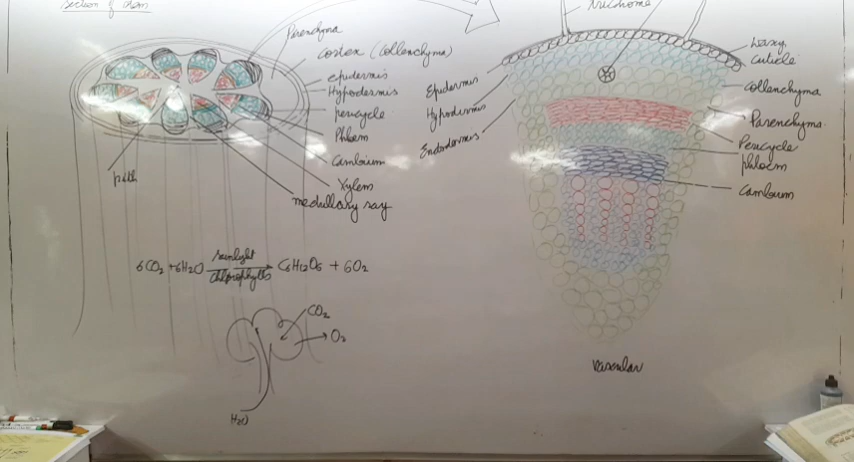 Section of stem
Parenchyma
cortex (Collenchyma)
epidermis
Hypodermis
pericycle
Phloem
Cambium
Xylem
medullary ray
pith
6CO2 + 6H2O sunlight chlorophylls C6H12O6 + 6O2
CO2
O2
H2O
Trichome
Epidermis
Hypodermis
Endodermis
waxy
cuticle
Collenchyma
Parenchyma
Pericycle
phloem
Cambium
vascular